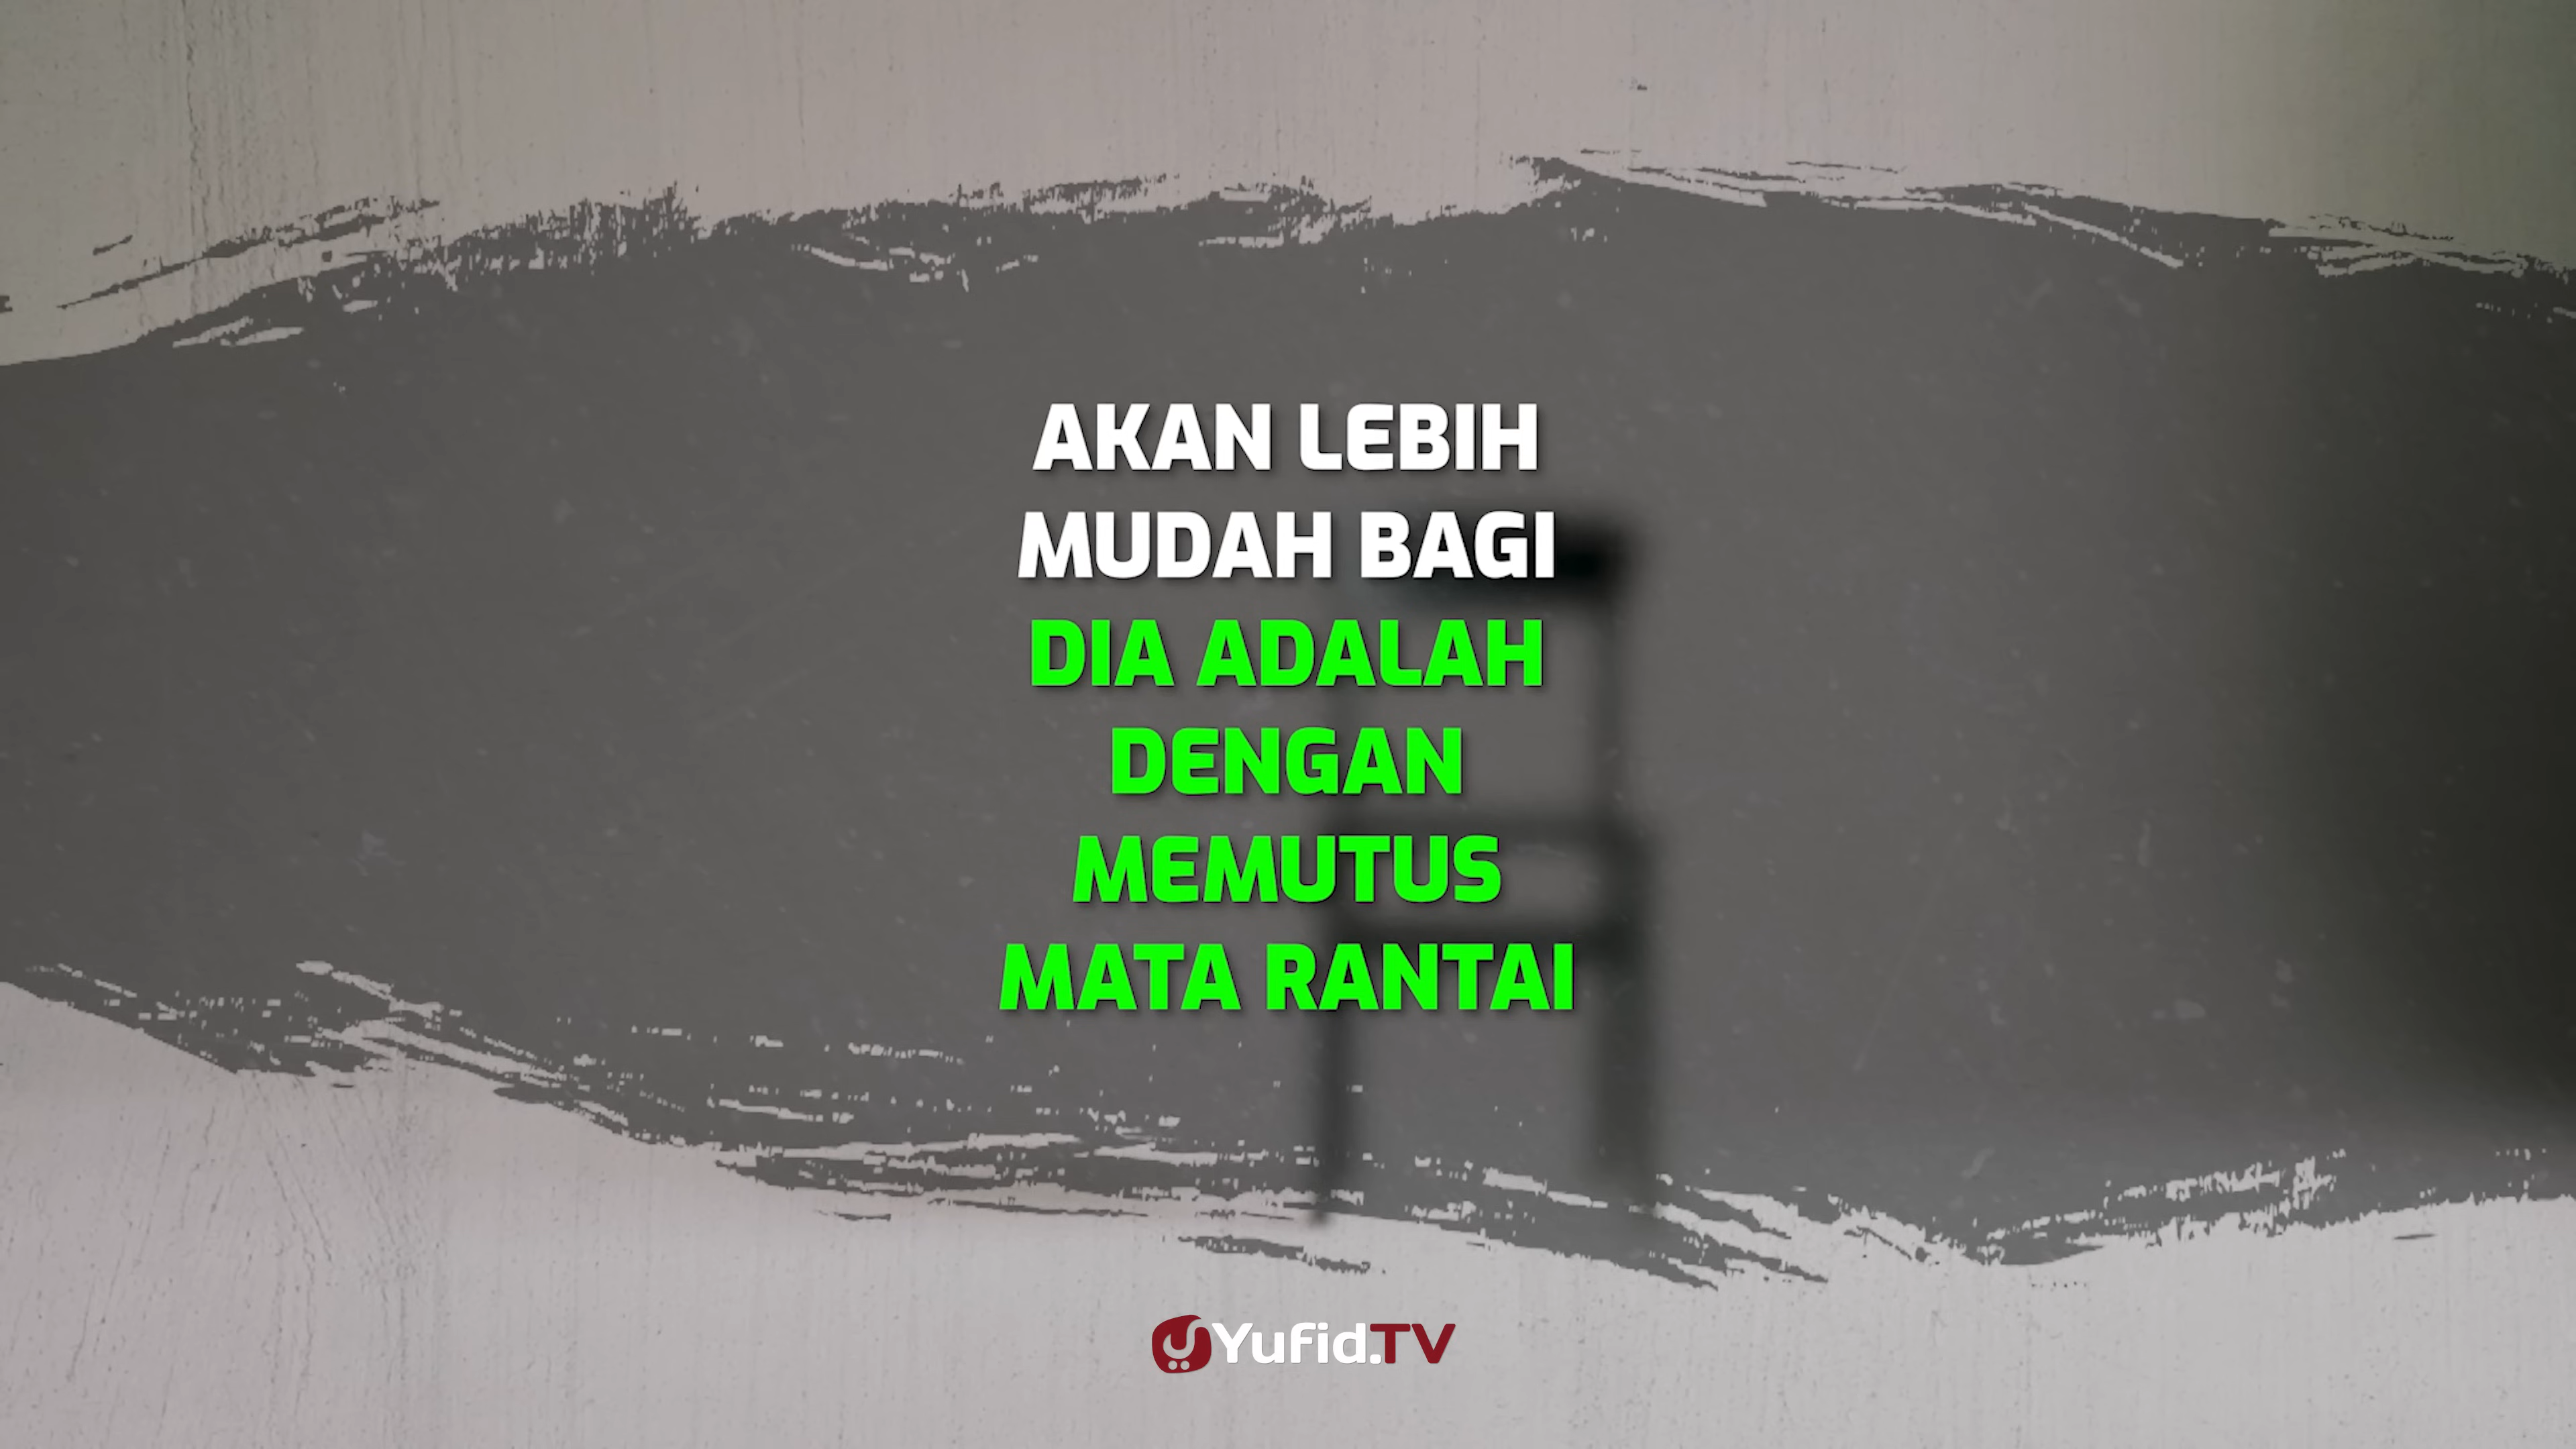 AKAN LEBIH
MUDAH BAGI
DIA ADALAH
DENGAN
MEMUTUS
MATA RANTAI
Yufid.TV